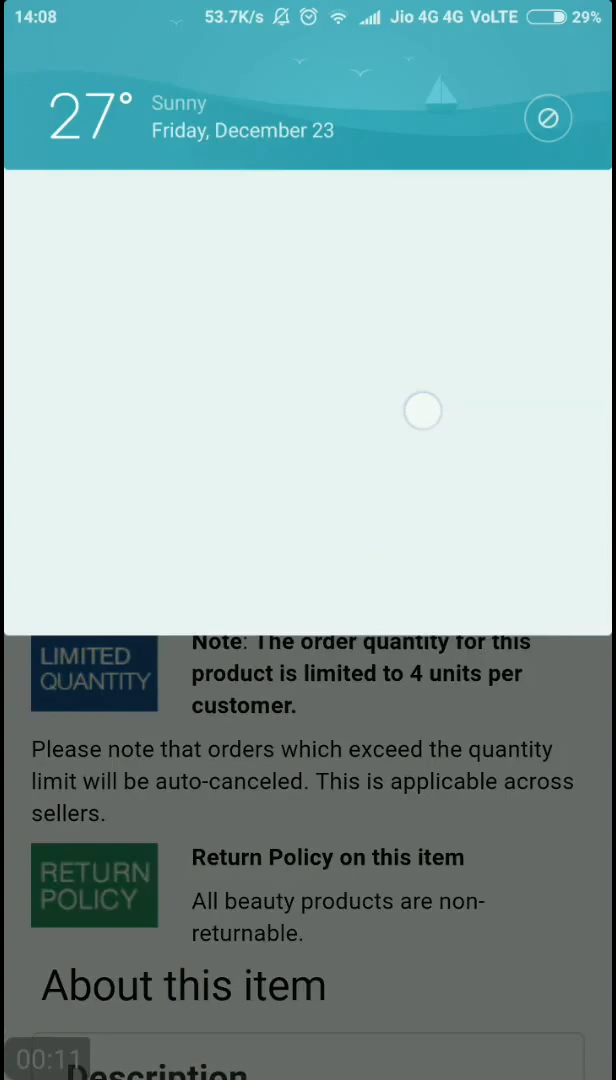 14:08 53.7K/s Jio 4G 4G VoLTE 29%
27° Sunny
Friday, December 23
LIMITED QUANTITY
Note: The order quantity for this
product is limited to 4 units per
customer.
Please note that orders which exceed the quantity
limit will be auto-canceled. This is applicable across
sellers.
RETURN POLICY
Return Policy on this item
All beauty products are non-
returnable.
About this item
00:11
Description